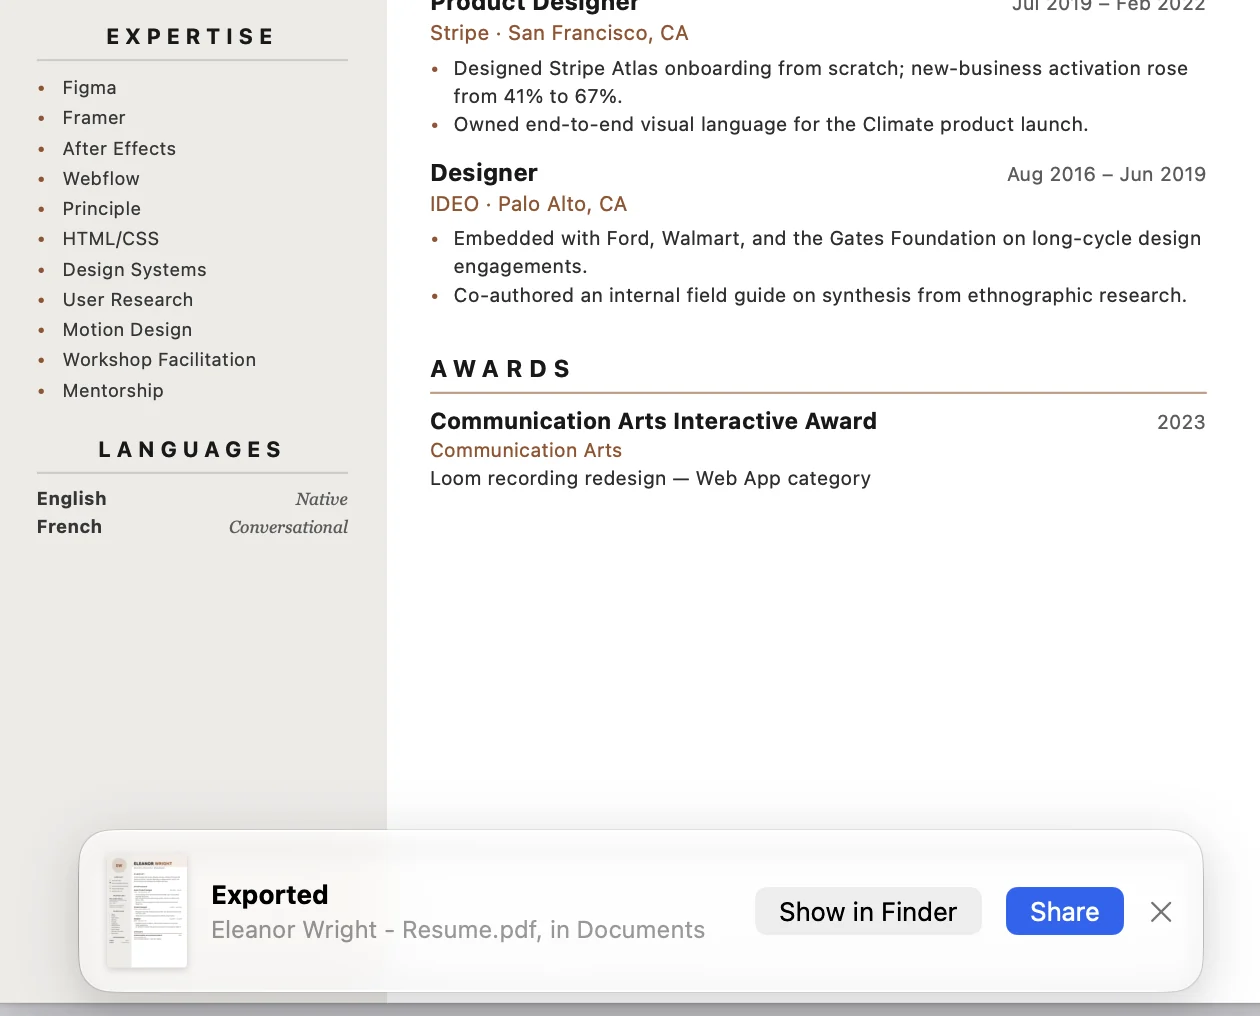 EXPERTISE
• Figma
• Framer
• After Effects
• Webflow
• Principle
• HTML/CSS
• Design Systems
• User Research
• Motion Design
• Workshop Facilitation
• Mentorship
LANGUAGES
English Native
French Conversational
Product Designer Jul 2019 – Feb 2022
Stripe · San Francisco, CA
• Designed Stripe Atlas onboarding from scratch; new-business activation rose
from 41% to 67%.
• Owned end-to-end visual language for the Climate product launch.
Designer Aug 2016 – Jun 2019
IDEO · Palo Alto, CA
• Embedded with Ford, Walmart, and the Gates Foundation on long-cycle design
engagements.
• Co-authored an internal field guide on synthesis from ethnographic research.
AWARDS
Communication Arts Interactive Award 2023
Communication Arts
Loom recording redesign — Web App category
ELEANOR WRIGHT
Exported
Eleanor Wright - Resume.pdf, in Documents
Show in Finder
Share